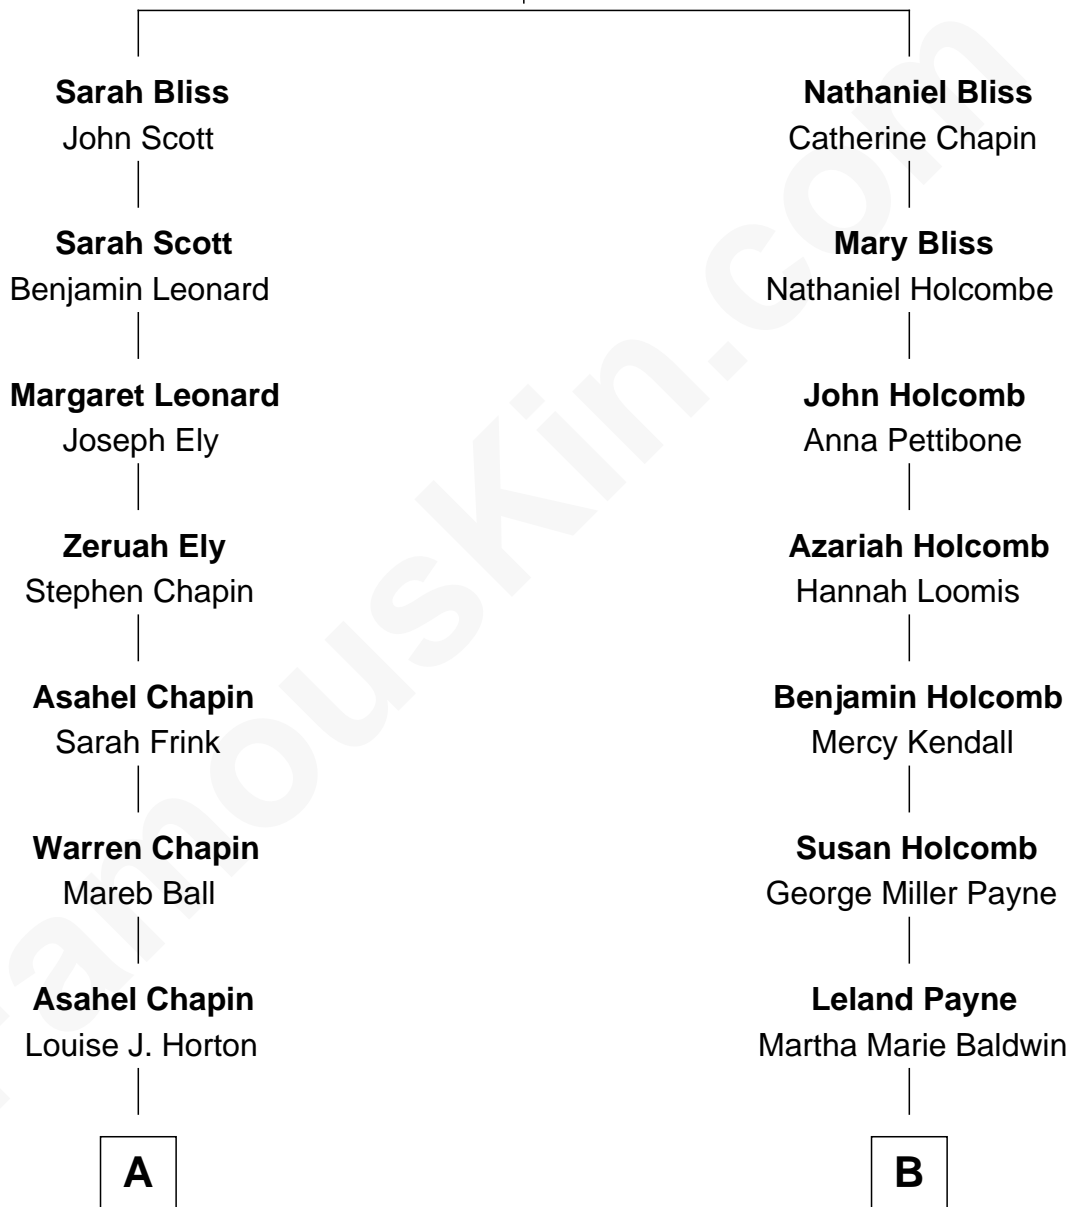 Sarah Bliss
John Scott
Sarah Scott
Benjamin Leonard
Margaret Leonard
Joseph Ely
Zeruah Ely
Stephen Chapin
Asahel Chapin
Sarah Frink
Warren Chapin
Mareb Ball
Asahel Chapin
Louise J. Horton
A
Nathaniel Bliss
Catherine Chapin
Mary Bliss
Nathaniel Holcombe
John Holcomb
Anna Pettibone
Azariah Holcomb
Hannah Loomis
Benjamin Holcomb
Mercy Kendall
Susan Holcomb
George Miller Payne
Leland Payne
Martha Marie Baldwin
B
FamousKin.com